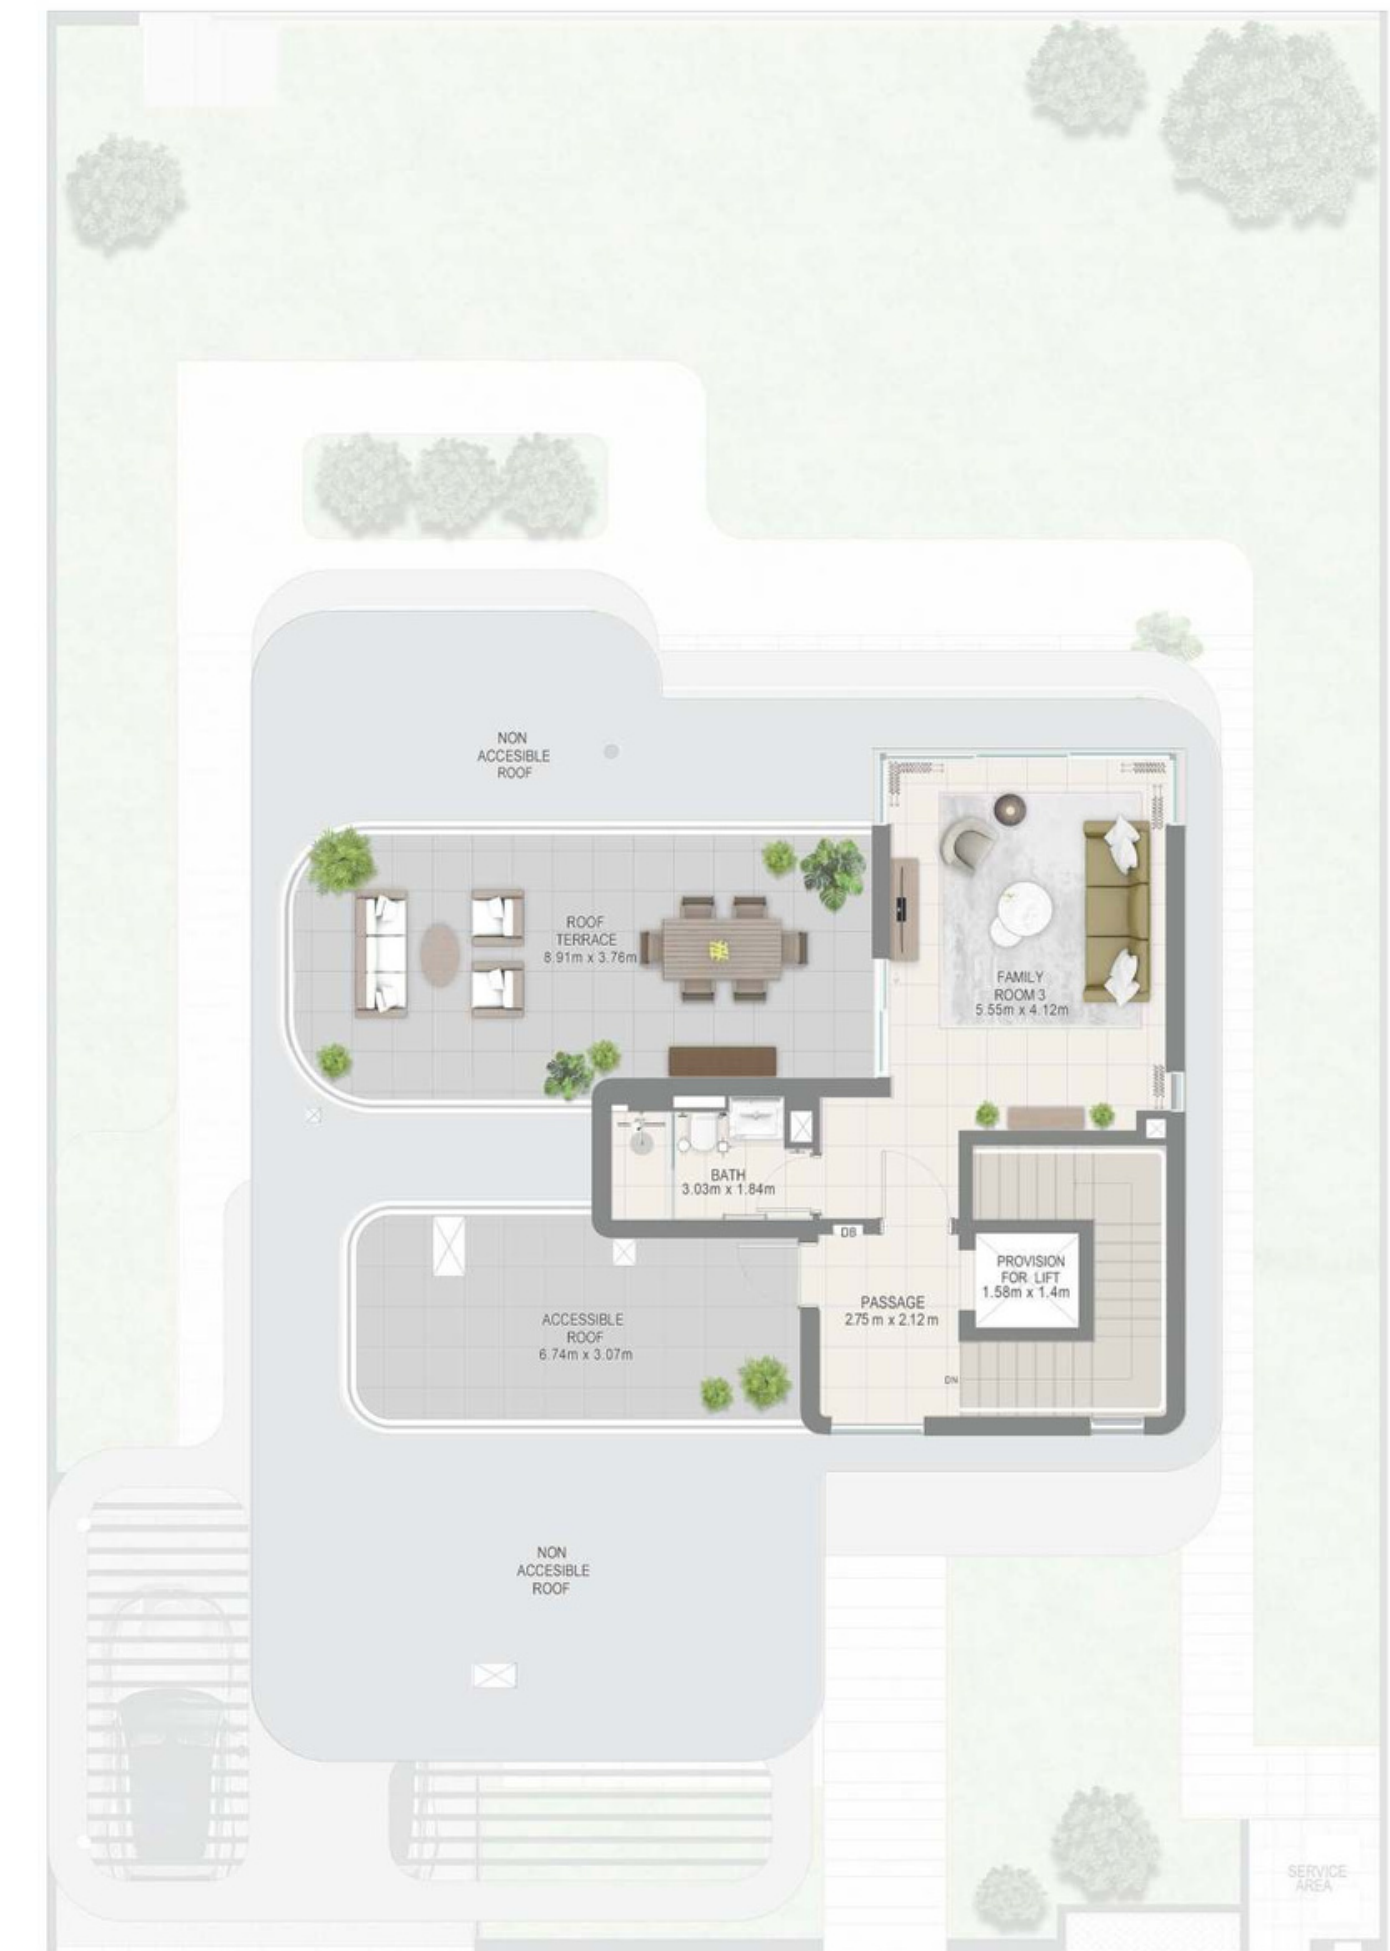 NON
ACCESIBLE
ROOF
ROOF
TERRACE
8.91m x 3.76m
FAMILY
ROOM 3
5.55m x 4.12m
BATH
3.03m x 1.84m
DB
PROVISION
FOR LIFT
1.58m x 1.4m
PASSAGE
2.75 m x 2.12 m
ACCESSIBLE
ROOF
6.74m x 3.07m
DN
NON
ACCESIBLE
ROOF
SERVICE
AREA